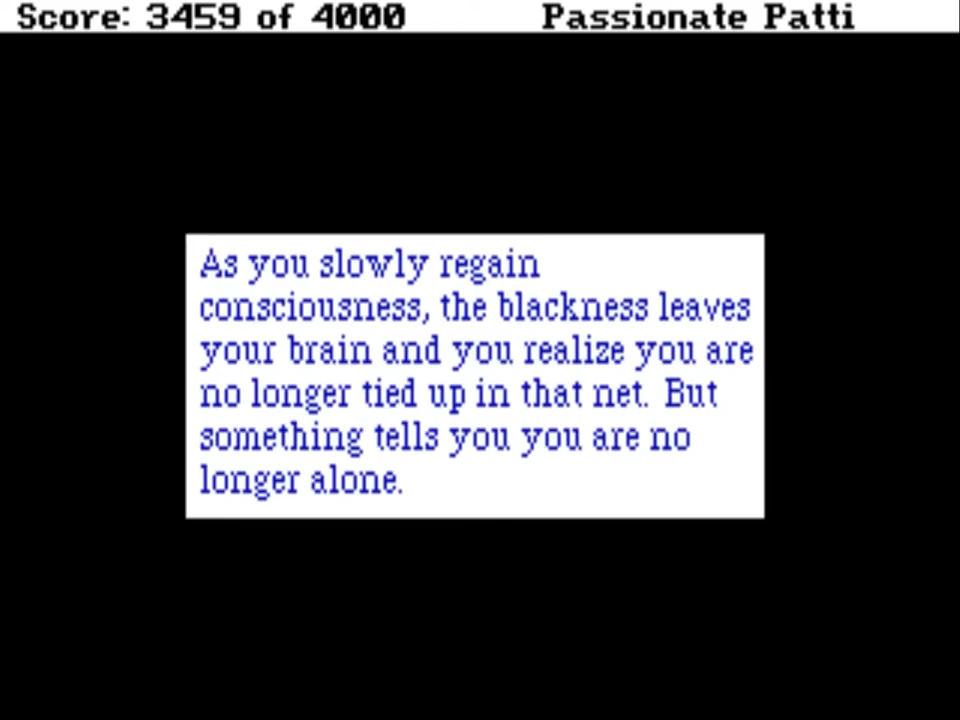 Score: 3459 of 4000 Passionate Patti
As you slowly regain
consciousness, the blackness leaves
your brain and you realize you are
no longer tied up in that net. But
something tells you you are no
longer alone.